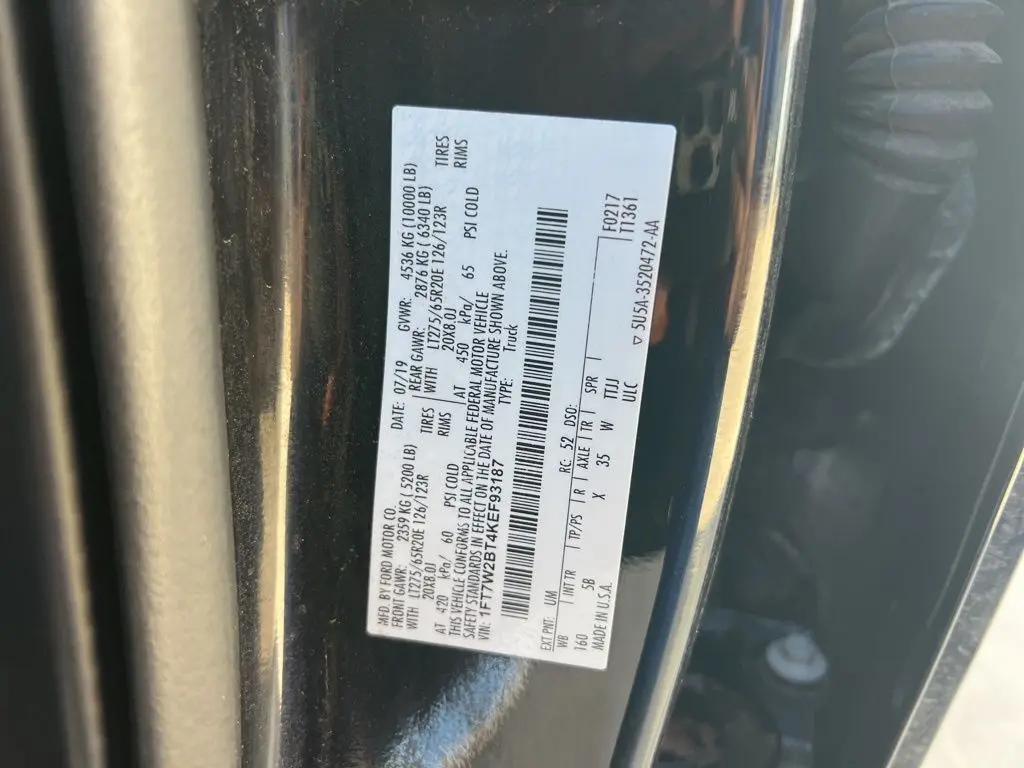 MFD. BY FORD MOTOR CO.
DATE: 07/19 GVWR: 4536 KG (10000 LB)
FRONT GAWR: 2359 KG ( 5200 LB) REAR GAWR: 2876 KG ( 6340 LB)
WITH LT275/65R20E 126/123R TIRES WITH LT275/65R20E 126/123R TIRES
20X8.0J RIMS 20X8.0J RIMS
AT 420 kPa/ 60 PSI COLD AT 450 kPa/ 65 PSI COLD
THIS VEHICLE CONFORMS TO ALL APPLICABLE FEDERAL MOTOR VEHICLE
SAFETY STANDARDS IN EFFECT ON THE DATE OF MANUFACTURE SHOWN ABOVE.
VIN: 1FT7W2BT4KEF93187 TYPE: Truck
EXT PNT: UM RC: 52 DSO: F0217
WB INT TR TP/PS R AXLE TR SPR T1361
160 5B X 35 W TJJ
ULC
MADE IN U.S.A. 5U5A-3520472-AA